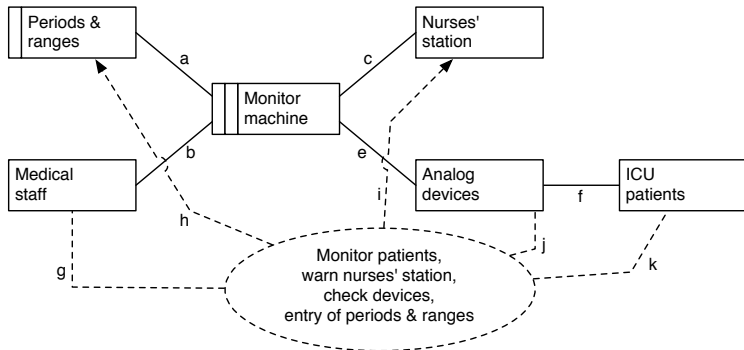 Periods &
ranges
Nurses'
station
a
c
Monitor
machine
b
e
Medical
staff
Analog
devices
ICU
patients
f
i
h
g
j
k
Monitor patients,
warn nurses' station,
check devices,
entry of periods & ranges